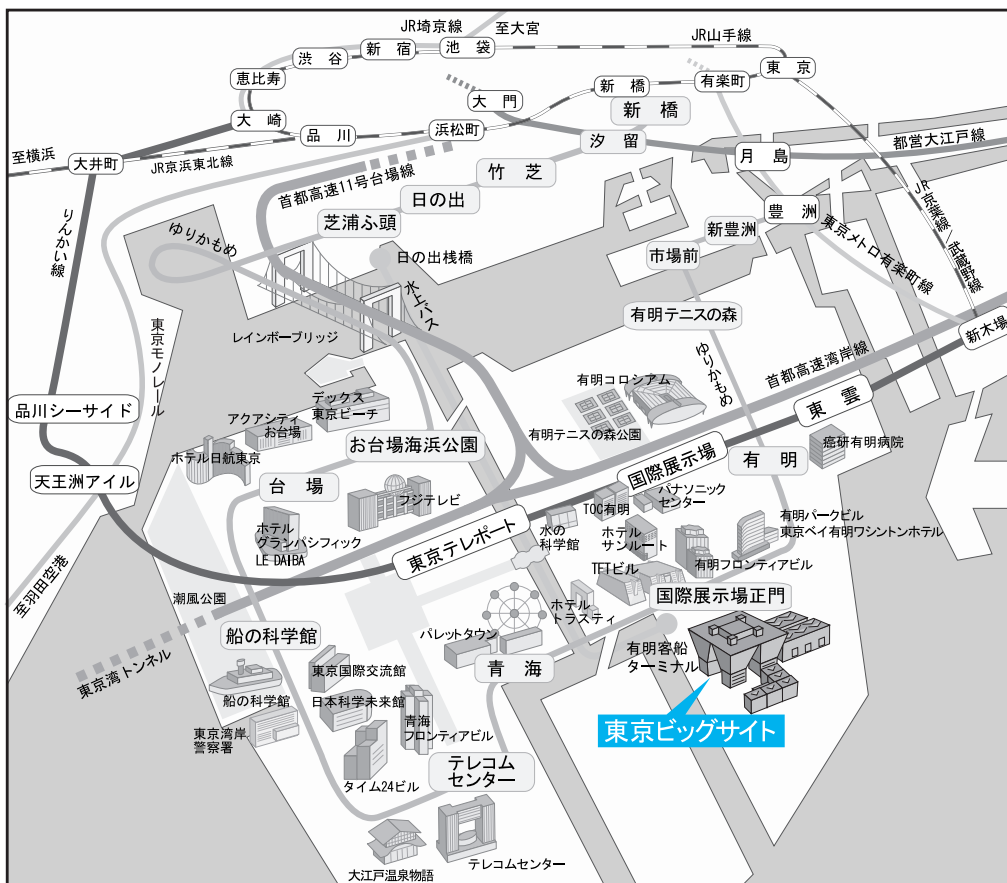 JR埼京線
至大宮
JR山手線
渋谷
新宿
池袋
東京
恵比寿
有楽町
新橋
大門
新橋
大崎
品川
浜松町
汐留
月島
都営大江戸線
至横浜
大井町
JR京浜東北線
首都高速11号台場線
竹芝
日の出
芝浦ふ頭
豊洲
新豊洲
市場前
JR京葉線/武蔵野線
東京メトロ有楽町線
りんかい線
ゆりかもめ
日の出桟橋
水上バス
レインボーブリッジ
有明テニスの森
ゆりかもめ
首都高速湾岸線
新木場
東京モノレール
デックス
東京ビーチ
アクアシティ
お台場
有明コロシアム
有明テニスの森公園
品川シーサイド
お台場海浜公園
東雲
国際展示場
有明
癌研有明病院
ホテル日航東京
天王洲アイル
台場
フジテレビ
パナソニック
センター
TOC有明
水の
科学館
ホテル
サンルート
有明パークビル
東京ベイ有明ワシントンホテル
ホテル
グランパシフィック
LE DAIBA
東京テレポート
有明フロンティアビル
TFTビル
至羽田空港
潮風公園
国際展示場正門
ホテル
トラスティ
船の科学館
パレットタウン
青海
有明客船
ターミナル
東京湾トンネル
東京国際交流館
船の科学館
日本科学未来館
青海
フロンティアビル
東京湾岸
警察署
東京ビッグサイト
タイム24ビル
テレコム
センター
大江戸温泉物語
テレコムセンター